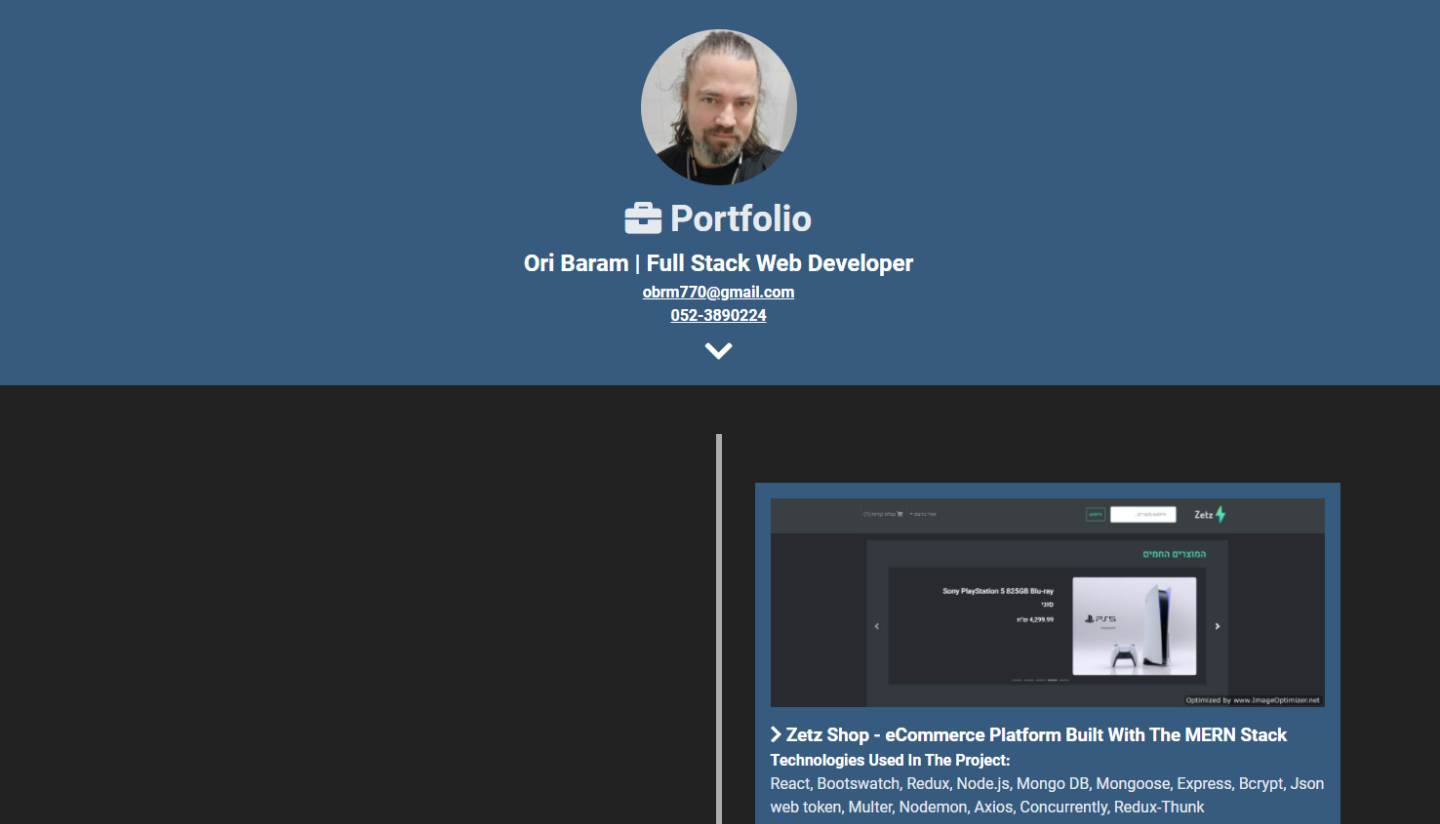 Portfolio
Ori Baram | Full Stack Web Developer
obrm770@gmail.com
052-3890224
Zetz
המוצרים החמים
Sony PlayStation 5 825GB Blu-ray
סוני
4,299.99 ש"ח
PS5
Optimized by www.ImageOptimizer.net
Zetz Shop - eCommerce Platform Built With The MERN Stack
Technologies Used In The Project:
React, Bootswatch, Redux, Node.js, Mongo DB, Mongoose, Express, Bcrypt, Json
web token, Multer, Nodemon, Axios, Concurrently, Redux-Thunk